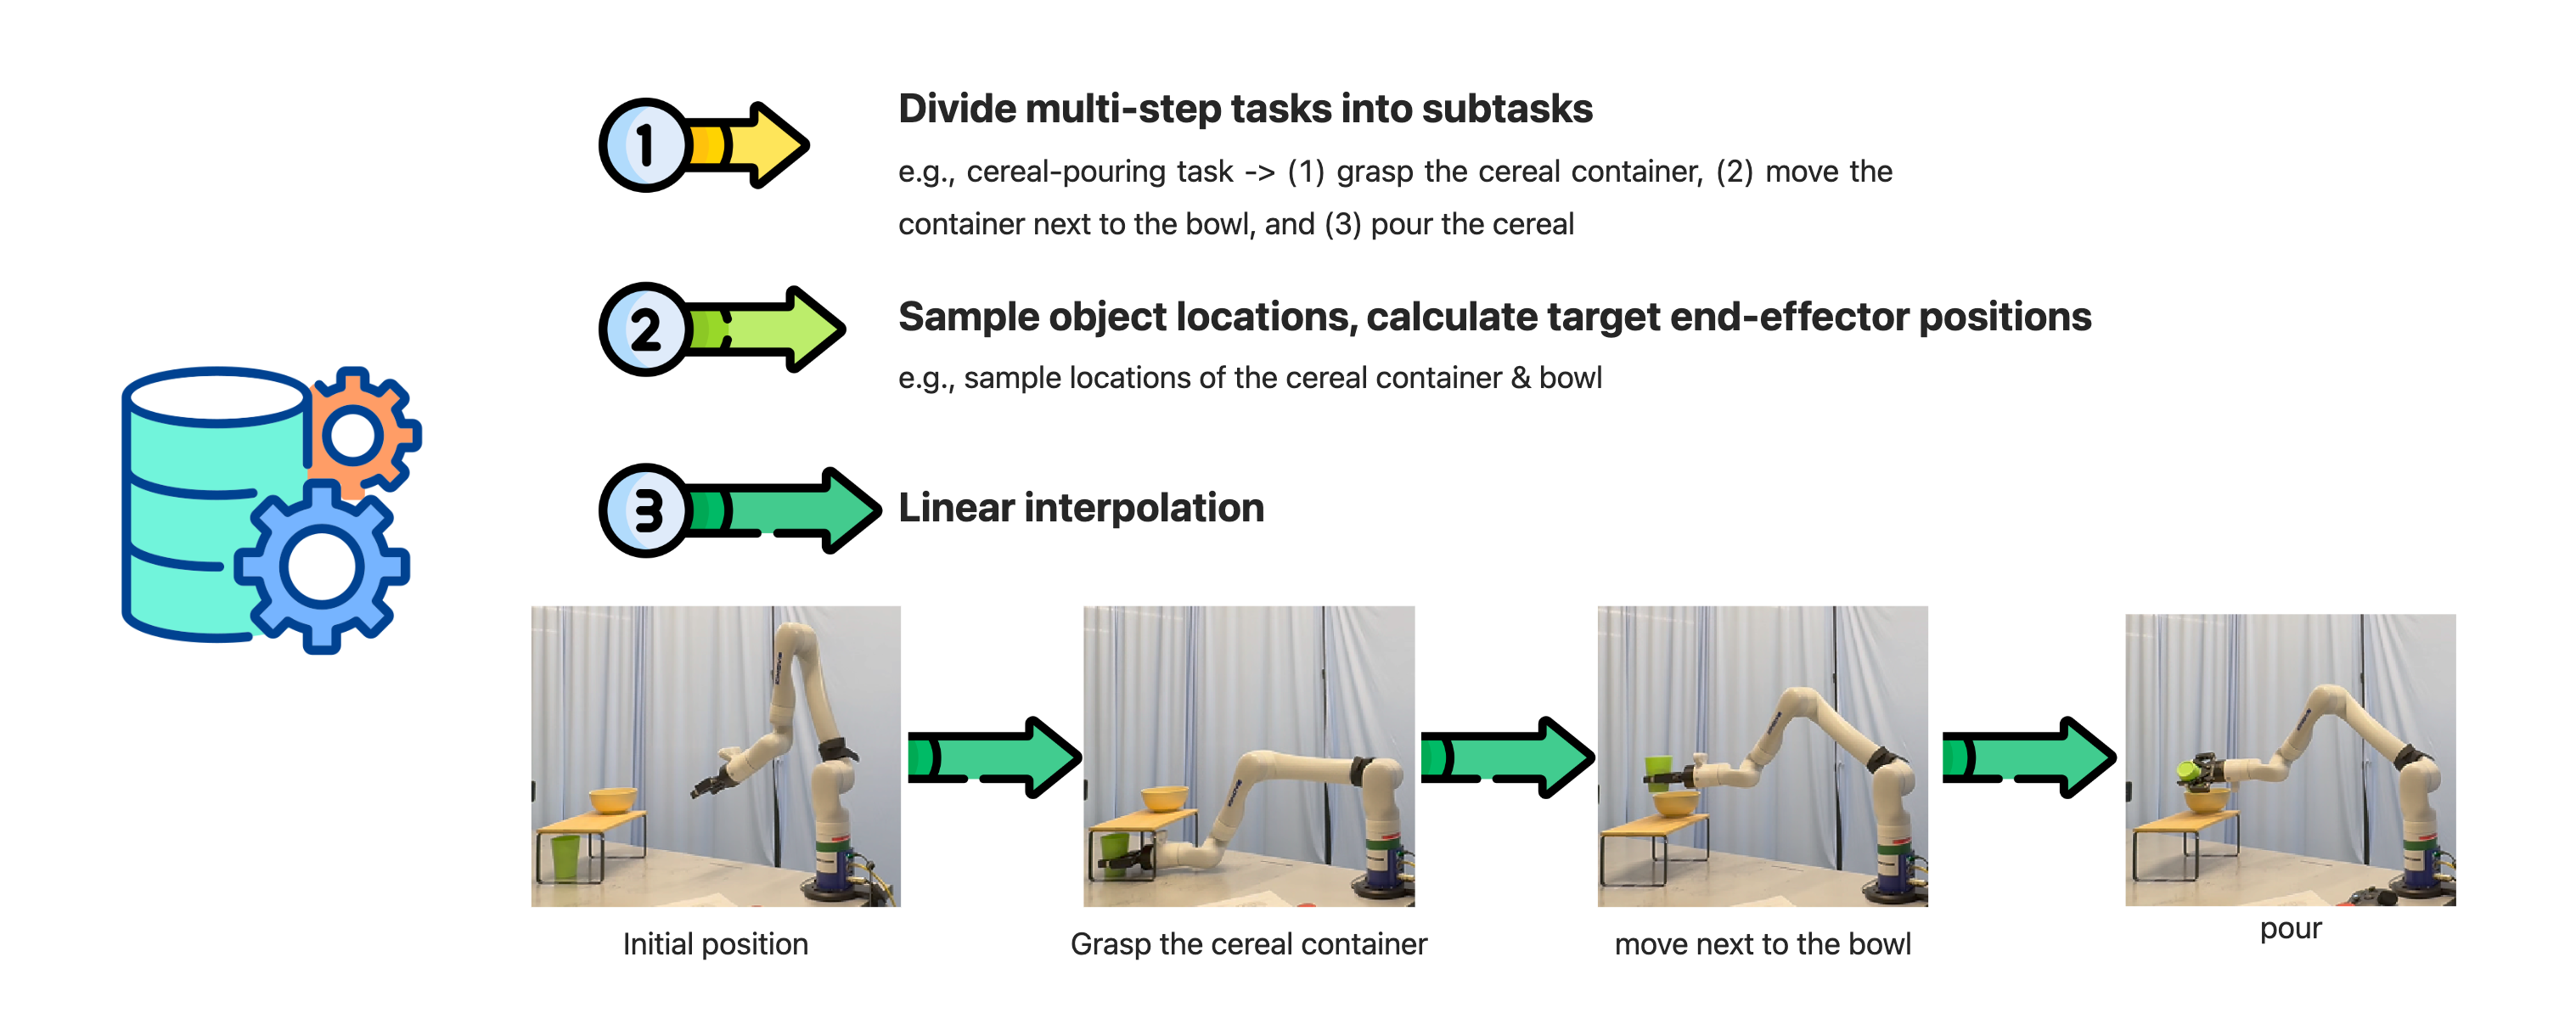 1
Divide multi-step tasks into subtasks
e.g., cereal-pouring task -> (1) grasp the cereal container, (2) move the
container next to the bowl, and (3) pour the cereal
2
Sample object locations, calculate target end-effector positions
e.g., sample locations of the cereal container & bowl
3
Linear interpolation
Initial position
Grasp the cereal container
move next to the bowl
pour